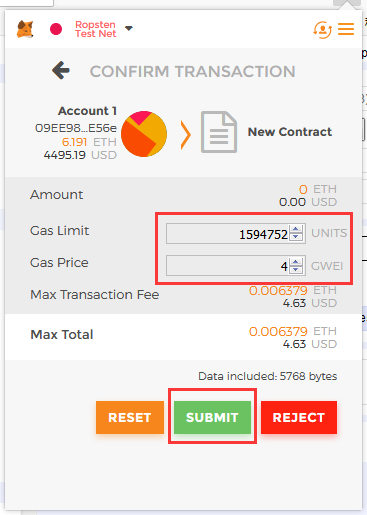 Ropsten
Test Net
CONFIRM TRANSACTION
Account 1
09EE98...E56e
6.191 ETH
4495.19 USD
New Contract
Amount 0 ETH
0.00 USD
Gas Limit 1594752 UNITS
Gas Price 4 GWEI
Max Transaction Fee 0.006379 ETH
4.63 USD
Max Total 0.006379 ETH
4.63 USD
Data included: 5768 bytes
RESET SUBMIT REJECT